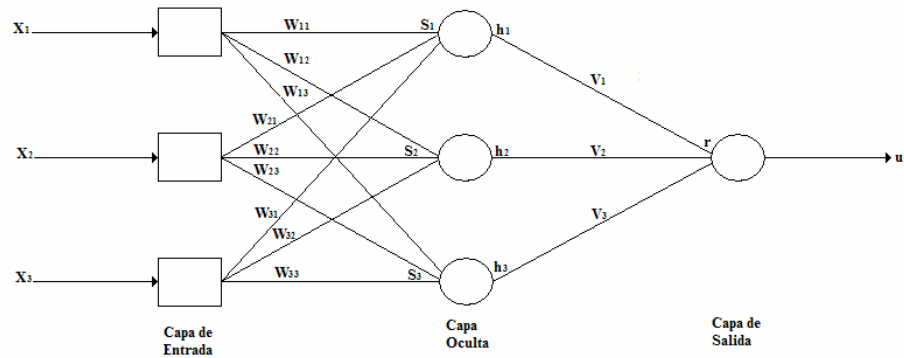 X1
W11
S1
h1
W12
V1
W13
W21
X2
W22
S2
h2
V2
r
u
W23
W31
V3
W32
X3
W33
S3
h3
Capa de
Entrada
Capa
Oculta
Capa de
Salida